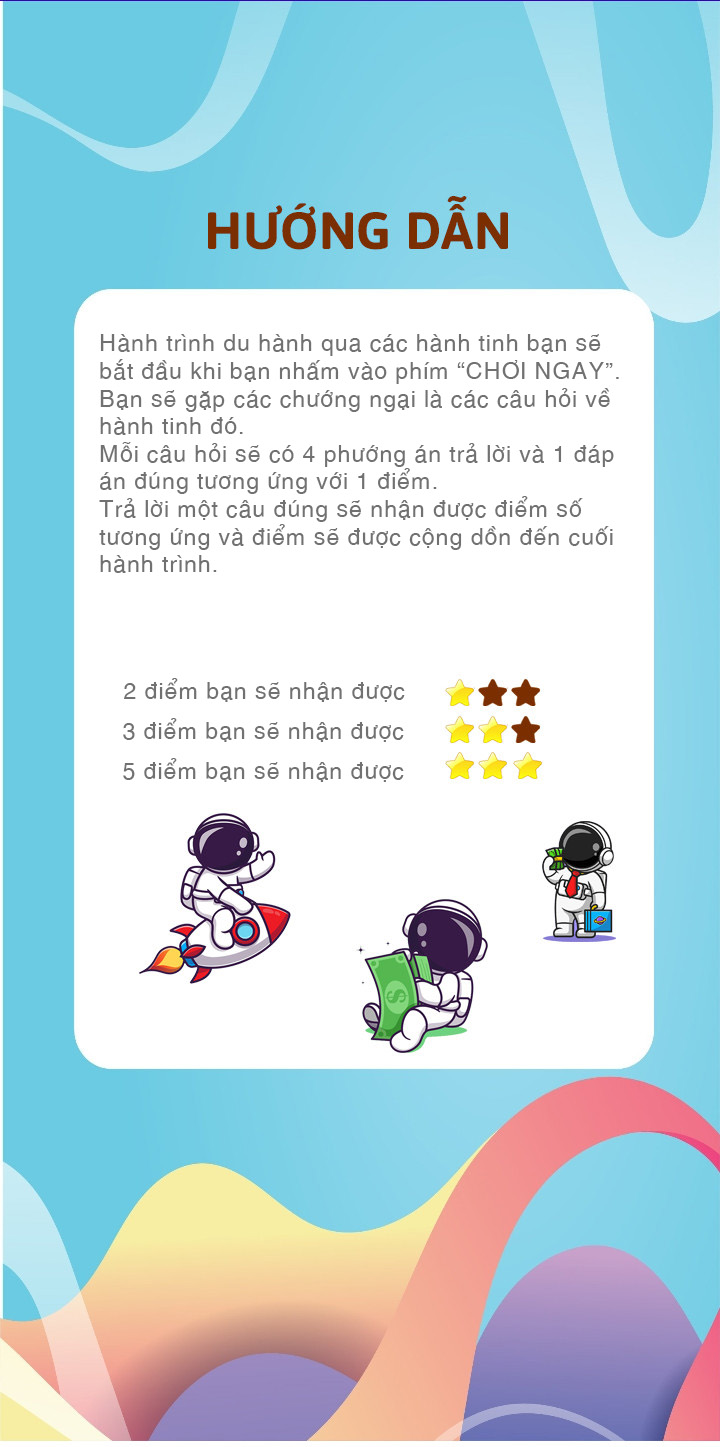 HƯỚNG DẪN
Hành trình du hành qua các hành tinh bạn sẽ
bắt đầu khi bạn nhấm vào phím “CHƠI NGAY”.
Bạn sẽ gặp các chướng ngại là các câu hỏi về
hành tinh đó.
Mỗi câu hỏi sẽ có 4 phướng án trả lời và 1 đáp
án đúng tương ứng với 1 điểm.
Trả lời một câu đúng sẽ nhận được điểm số
tương ứng và điểm sẽ được cộng dồn đến cuối
hành trình.
2 điểm bạn sẽ nhận được
3 điểm bạn sẽ nhận được
5 điểm bạn sẽ nhận được